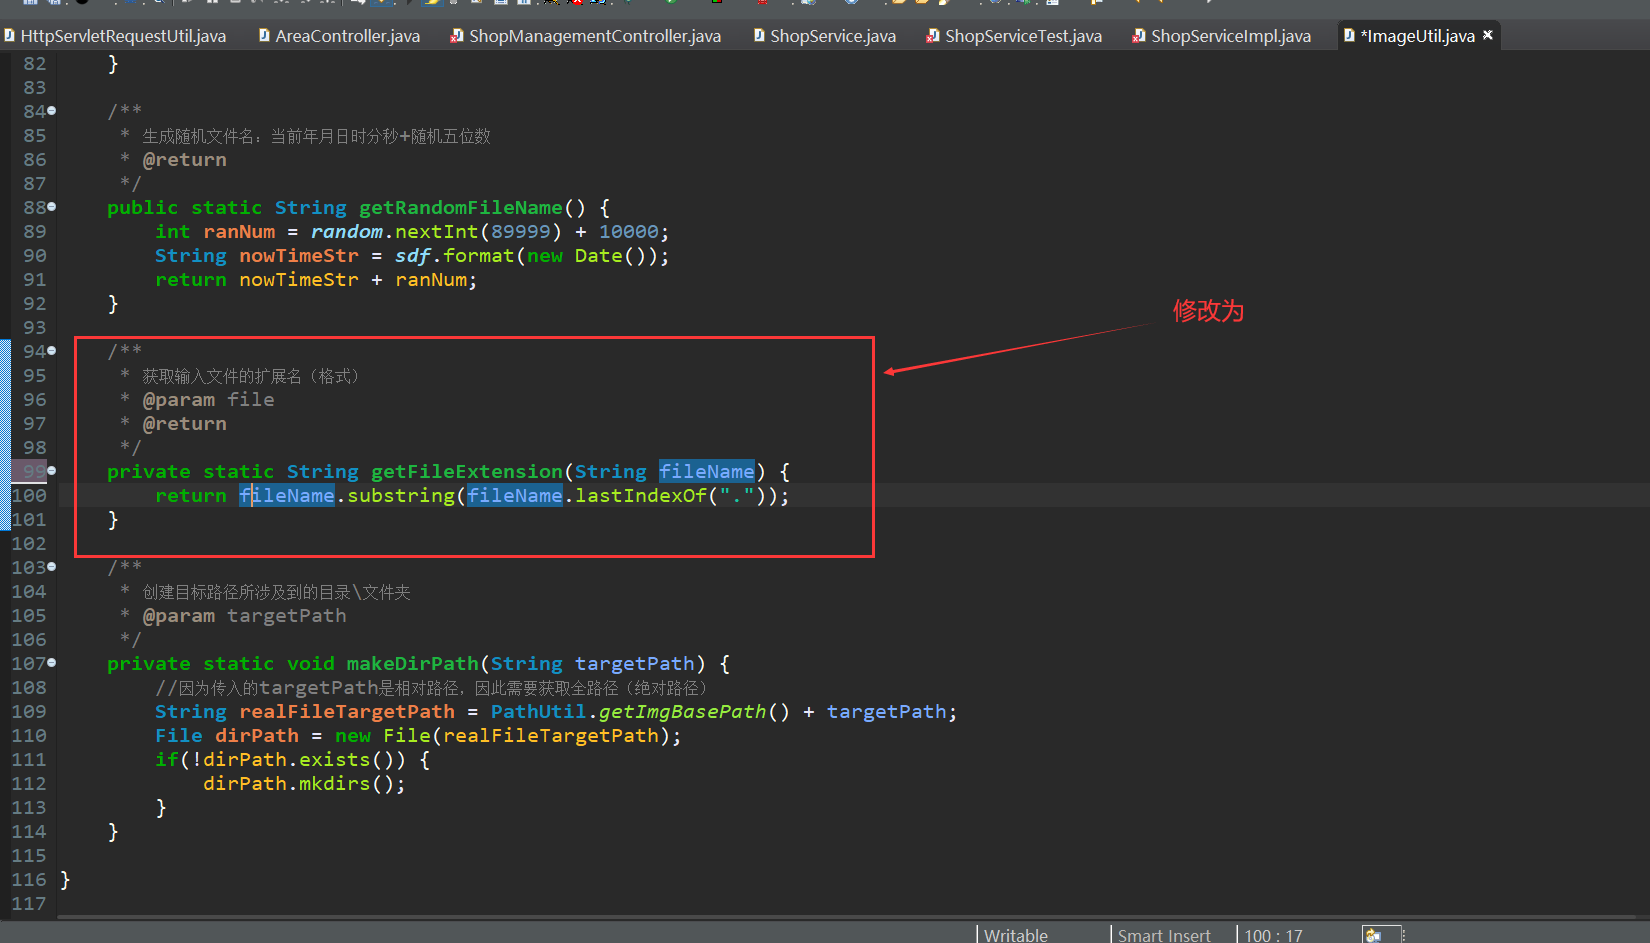 HttpServletRequestUtil.java AreaController.java ShopManagementController.java ShopService.java ShopServiceTest.java ShopServiceImpl.java *ImageUtil.java
82 }
83
84 /**
85 * 生成随机文件名：当前年月日时分秒+随机五位数
86 * @return
87 */
88 public static String getRandomFileName() {
89 int ranNum = random.nextInt(89999) + 10000;
90 String nowTimeStr = sdf.format(new Date());
91 return nowTimeStr + ranNum;
92 }
修改为
93
94 /**
95 * 获取输入文件的扩展名（格式）
96 * @param file
97 * @return
98 */
99 private static String getFileExtension(String fileName) {
100 return fileName.substring(fileName.lastIndexOf("."));
101 }
102
103 /**
104 * 创建目标路径所涉及到的目录\文件夹
105 * @param targetPath
106 */
107 private static void makeDirPath(String targetPath) {
108 //因为传入的targetPath是相对路径，因此需要获取全路径（绝对路径）
109 String realFileTargetPath = PathUtil.getImgBasePath() + targetPath;
110 File dirPath = new File(realFileTargetPath);
111 if(!dirPath.exists()) {
112 dirPath.mkdirs();
113 }
114 }
115
116 }
117
Writable Smart Insert 100 : 17